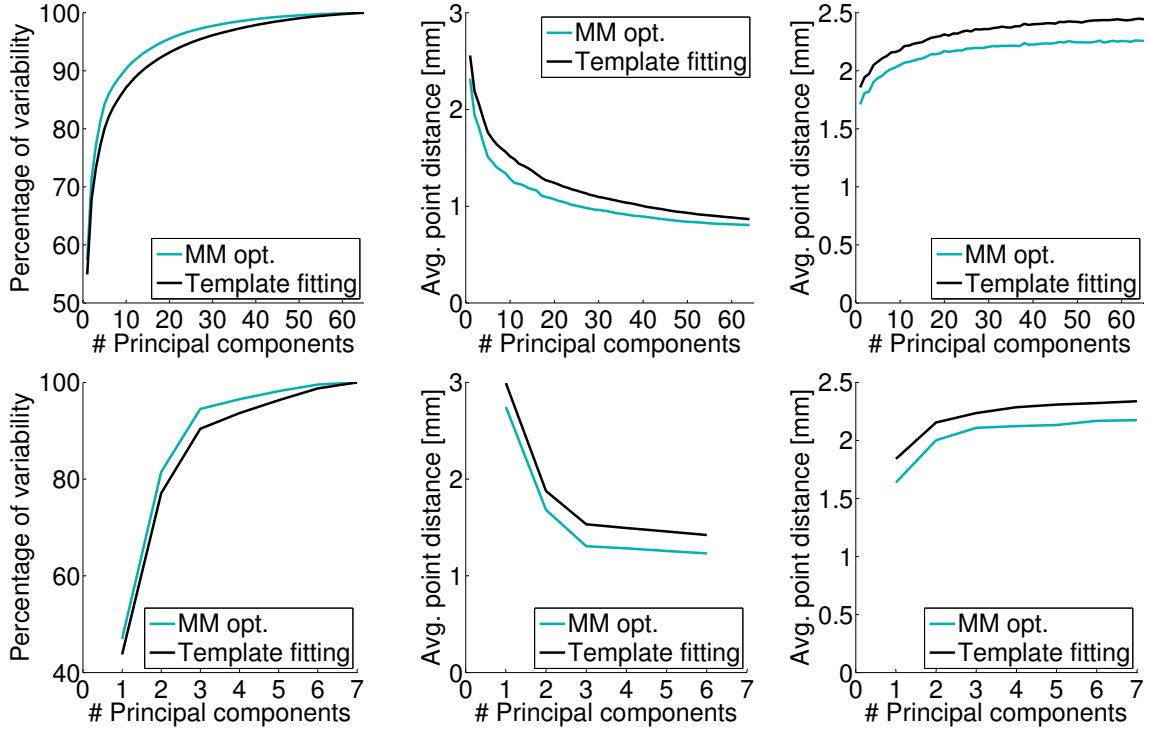 Percentage of variability
100
90
80
70
60
50
0 10 20 30 40 50 60
# Principal components
MM opt.
Template fitting
Avg. point distance [mm]
3
2
1
0
0 10 20 30 40 50 60
# Principal components
MM opt.
Template fitting
Avg. point distance [mm]
2.5
2
1.5
1
0.5
0
0 10 20 30 40 50 60
# Principal components
MM opt.
Template fitting
Percentage of variability
100
80
60
40
0 1 2 3 4 5 6 7
# Principal components
MM opt.
Template fitting
Avg. point distance [mm]
3
2
1
0
0 1 2 3 4 5 6 7
# Principal components
MM opt.
Template fitting
Avg. point distance [mm]
2.5
2
1.5
1
0.5
0
0 1 2 3 4 5 6 7
# Principal components
MM opt.
Template fitting